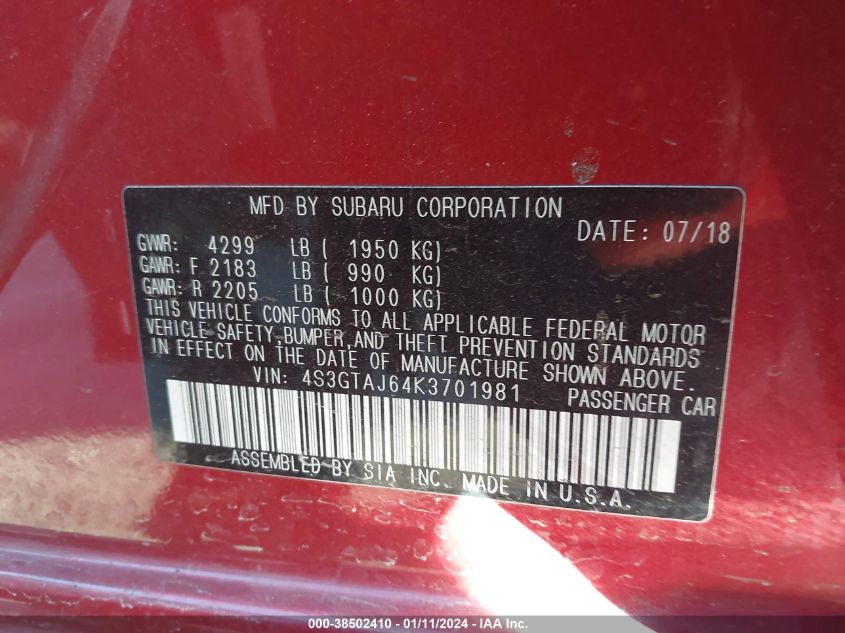 MFD BY SUBARU CORPORATION
DATE: 07/18
GVWR: 4299 LB ( 1950 KG)
GAWR: F 2183 LB ( 990 KG)
GAWR: R 2205 LB ( 1000 KG)
THIS VEHICLE CONFORMS TO ALL APPLICABLE FEDERAL MOTOR
VEHICLE SAFETY,BUMPER,AND THEFT PREVENTION STANDARDS
IN EFFECT ON THE DATE OF MANUFACTURE SHOWN ABOVE.
VIN: 4S3GTAJ64K3701981 PASSENGER CAR
ASSEMBLED BY SIA INC. MADE IN U.S.A.
000-38502410 - 01/11/2024 - IAA Inc.